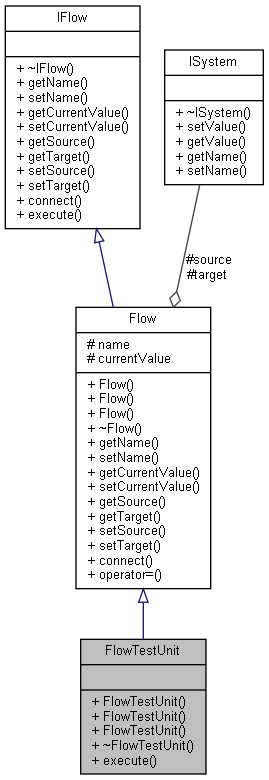 IFlow
+ ~IFlow()
+ getName()
+ setName()
+ getCurrentValue()
+ setCurrentValue()
+ getSource()
+ getTarget()
+ setSource()
+ setTarget()
+ connect()
+ execute()
ISystem
+ ~ISystem()
+ setValue()
+ getValue()
+ getName()
+ setName()
#source
#target
Flow
# name
# currentValue
+ Flow()
+ Flow()
+ Flow()
+ ~Flow()
+ getName()
+ setName()
+ getCurrentValue()
+ setCurrentValue()
+ getSource()
+ getTarget()
+ setSource()
+ setTarget()
+ connect()
+ operator=()
FlowTestUnit
+ FlowTestUnit()
+ FlowTestUnit()
+ FlowTestUnit()
+ ~FlowTestUnit()
+ execute()